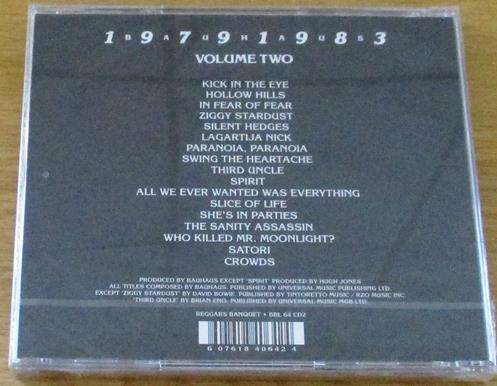 1 B 9 A 7 U 9 H 1 A 9 U 8 S 3
VOLUME TWO
KICK IN THE EYE
HOLLOW HILLS
IN FEAR OF FEAR
ZIGGY STARDUST
SILENT HEDGES
LAGARTIJA NICK
PARANOIA, PARANOIA
SWING THE HEARTACHE
THIRD UNCLE
SPIRIT
ALL WE EVER WANTED WAS EVERYTHING
SLICE OF LIFE
SHE'S IN PARTIES
THE SANITY ASSASSIN
WHO KILLED MR. MOONLIGHT?
SATORI
CROWDS
PRODUCED BY BAUHAUS EXCEPT 'SPIRIT' PRODUCED BY HUGH JONES
ALL TITLES COMPOSED BY BAUHAUS. PUBLISHED BY UNIVERSAL MUSIC PUBLISHING LTD.
EXCEPT 'ZIGGY STARDUST' BY DAVID BOWIE. PUBLISHED BY TINTORETTO MUSIC / RZO MUSIC INC.
'THIRD UNCLE' BY BRIAN ENO. PUBLISHED BY UNIVERSAL MUSIC MGB LTD.
BEGGARS BANQUET • BBL 64 CD2
6 07618 40642 4